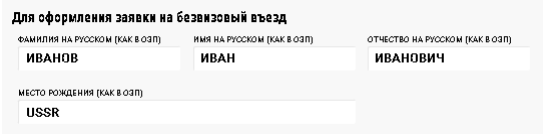 Для оформления заявки на безвизовый въезд
ФАМИЛИЯ НА РУССКОМ (КАК В ОЗП) ИМЯ НА РУССКОМ (КАК В ОЗП) ОТЧЕСТВО НА РУССКОМ (КАК В ОЗП)
ИВАНОВ ИВАН ИВАНОВИЧ
МЕСТО РОЖДЕНИЯ (КАК В ОЗП)
USSR